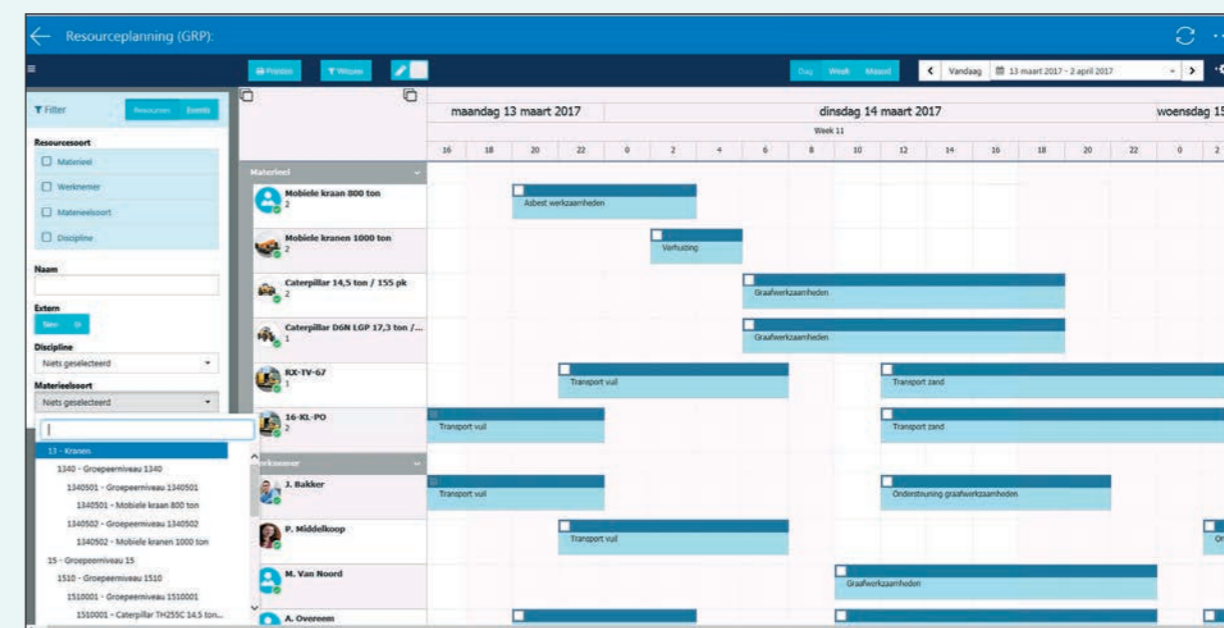 Resourceplanning (GRP):
Printen
Weergave
Dag Week Maand
Vandaag 13 maart 2017 - 2 april 2017
Filter
Resources Events
Resourcesoort
Materieel
Werknemer
Materieelsoort
Discipline
Naam
Extern
Nee
Discipline
Niets geselecteerd
Materieelsoort
Niets geselecteerd
13 - Kranen
1340 - Groepeerniveau 1340
1340501 - Groepeerniveau 1340501
1340501 - Mobiele kraan 800 ton
1340502 - Groepeerniveau 1340502
1340502 - Mobiele kranen 1000 ton
15 - Groepeerniveau 15
1510 - Groepeerniveau 1510
1510001 - Groepeerniveau 1510001
1510001 - Caterpillar TH255C 14.5 ton...
maandag 13 maart 2017 dinsdag 14 maart 2017 woensdag 15
Week 11
16 18 20 22 0 2 4 6 8 10 12 14 16 18 20 22 0 2
Materieel
Mobiele kraan 800 ton
2
Asbest werkzaamheden
Mobiele kranen 1000 ton
2
Verhuizing
Caterpillar 14,5 ton / 155 pk
2
Graafwerkzaamheden
Caterpillar D6N LGP 17,3 ton /...
1
Graafwerkzaamheden
RX-TV-67
1
Transport vuil Transport zand
16-KL-PO
2
Transport vuil Transport zand
J. Bakker
Transport vuil Onderstnuning graafwerkzaamheden
P. Middelkoop
Transport vuil On
M. Van Noord
Graafwerkzaamheden
A. Overeem